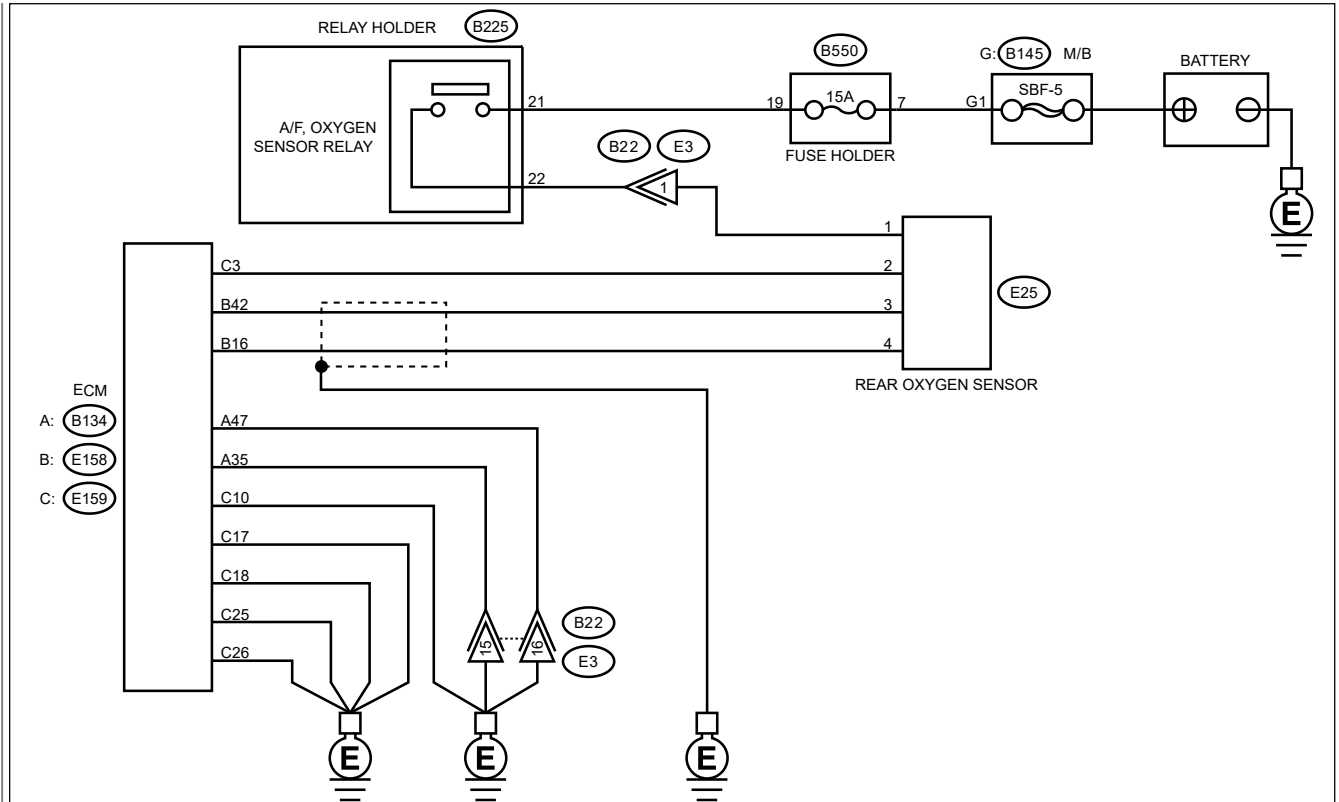 RELAY HOLDER B225
B550
G: B145 M/B
BATTERY
A/F, OXYGEN
SENSOR RELAY
21
19
15A
7
G1
SBF-5
FUSE HOLDER
22
B22 E3
1
E
1
2
3
4
E25
REAR OXYGEN SENSOR
C3
B42
B16
ECM
A: B134
B: E158
C: E159
A47
A35
C10
C17
C18
C25
C26
15
16
B22
E3
E
E
E